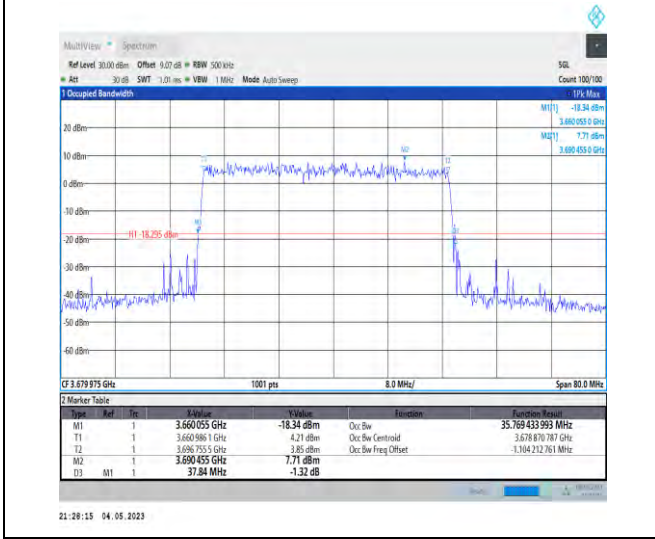 MultiView Spectrum
Ref Level 30.00 dBm Offset 9.07 dB RBW 500 kHz SGL
Att 30 dB SWT 1.01 ms VBW 1 MHz Mode Auto Sweep Count 100/100
1 Occupied Bandwidth 1Pk Max
M1[1] -18.34 dBm
3.660 055 0 GHz
M2[1] 7.71 dBm
3.690 455 0 GHz
20 dBm
M2
10 dBm
T2
0 dBm
-10 dBm
M1
H1 -18.295 dBm
-20 dBm
-30 dBm
-40 dBm
-50 dBm
-60 dBm
CF 3.679 975 GHz 1001 pts 8.0 MHz/ Span 80.0 MHz
2 Marker Table
Type Ref Trc X-Value Y-Value Function Function Result
M1 1 3.660 055 GHz -18.34 dBm Occ Bw 35.769 433 993 MHz
T1 1 3.660 986 1 GHz 4.21 dBm Occ Bw Centroid 3.678 870 787 GHz
T2 1 3.696 755 5 GHz 3.85 dBm Occ Bw Freq Offset -1.104 212 761 MHz
M2 1 3.690 455 GHz 7.71 dBm
D3 M1 1 37.84 MHz -1.32 dB
21:28:15 04.05.2023